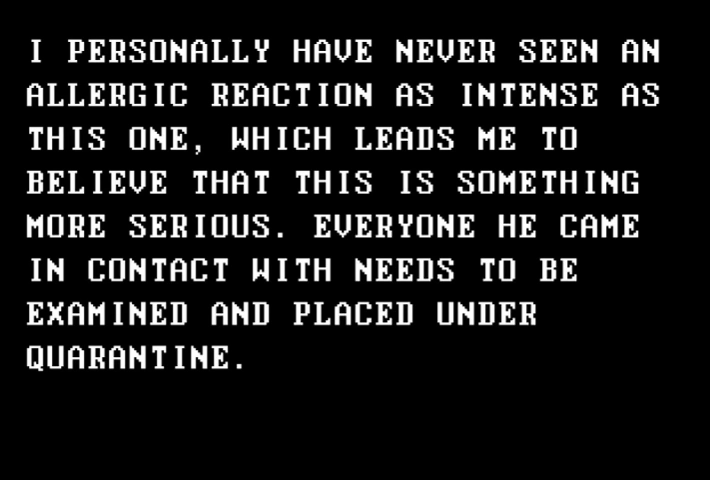 I PERSONALLY HAVE NEVER SEEN AN
ALLERGIC REACTION AS INTENSE AS
THIS ONE, WHICH LEADS ME TO
BELIEVE THAT THIS IS SOMETHING
MORE SERIOUS. EVERYONE HE CAME
IN CONTACT WITH NEEDS TO BE
EXAMINED AND PLACED UNDER
QUARANTINE.